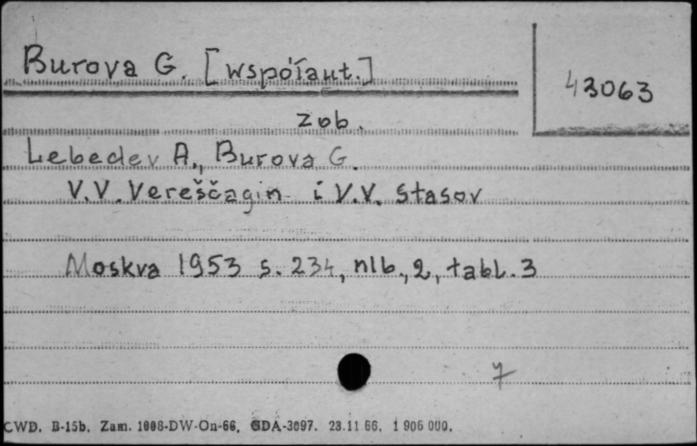 Burova G. [współaut.]
43063
zob.
Lebedev A., Burova G.
V.V. Vereščagin i V.V. Stasov
Moskva 1953 s. 234, nlb., 2, tabl. 3
7
CWD. B-15b. Zam. 1008-DW-On-66. GDA-3097. 23.11 66. 1 906 000.